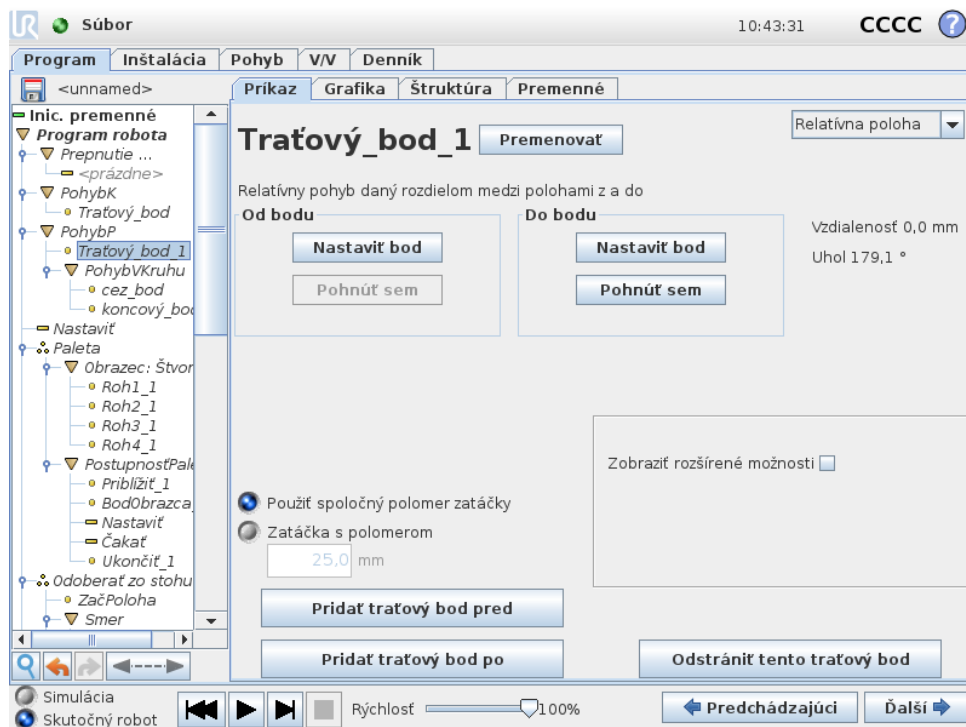 UR Súbor 10:43:31 CCCC ?
Program Inštalácia Pohyb V/V Denník
<unnamed> Príkaz Grafika Štruktúra Premenné
Inic. premenné
Program robota
Prepnutie ...
<prázdne>
PohybK
Traťový_bod
PohybP
Traťový_bod_1
PohybVKruhu
cez_bod
koncový_bod
Nastaviť
Paleta
Obrazec: Štvor
Roh1_1
Roh2_1
Roh3_1
Roh4_1
PostupnosťPale
Priblížiť_1
BodObrazca_
Nastaviť
Čakať
Ukončiť_1
Odoberať zo stohu
ZačPoloha
Smer
Traťový_bod_1 Premenovať Relatívna poloha
Relatívny pohyb daný rozdielom medzi polohami z a do
Od bodu
Nastaviť bod
Pohnúť sem
Do bodu
Nastaviť bod
Pohnúť sem
Vzdialenosť 0,0 mm
Uhol 179,1 °
Zobraziť rozšírené možnosti
Použiť spoločný polomer zatáčky
Zatáčka s polomerom
25,0 mm
Pridať traťový bod pred
Pridať traťový bod po Odstrániť tento traťový bod
Simulácia
Skutočný robot
Rýchlosť 100% Predchádzajúci Ďalší